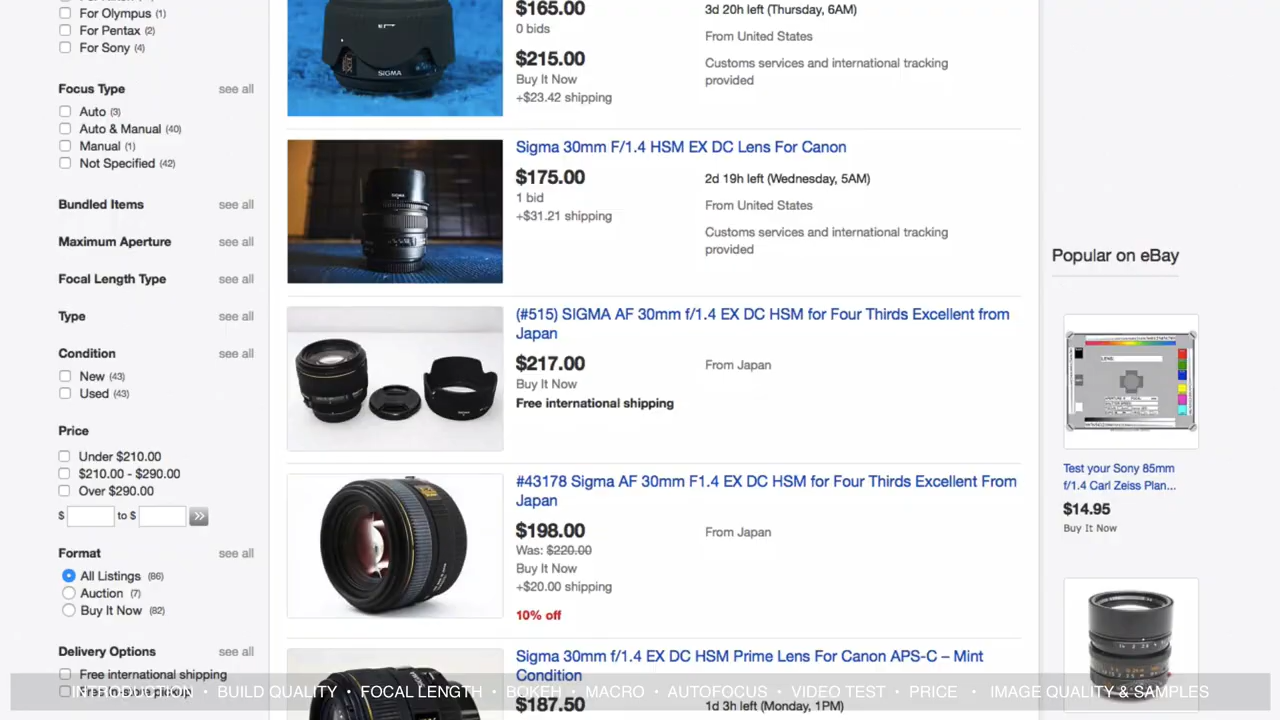 For Olympus (1)
For Pentax (2)
For Sony (4)
Focus Type see all
Auto (3)
Auto & Manual (40)
Manual (1)
Not Specified (42)
Bundled Items see all
Maximum Aperture see all
Focal Length Type see all
Type see all
Condition see all
New (43)
Used (43)
Price
Under $210.00
$210.00 - $290.00
Over $290.00
$ to $ »
Format see all
All Listings (86)
Auction (7)
Buy It Now (82)
Delivery Options see all
Free international shipping
SIGMA
$165.00
0 bids
$215.00
Buy It Now
+$23.42 shipping
3d 20h left (Thursday, 6AM)
From United States
Customs services and international tracking
provided
Sigma 30mm F/1.4 HSM EX DC Lens For Canon
$175.00
1 bid
+$31.21 shipping
2d 19h left (Wednesday, 5AM)
From United States
Customs services and international tracking
provided
(#515) SIGMA AF 30mm f/1.4 EX DC HSM for Four Thirds Excellent from
Japan
$217.00
Buy It Now
Free international shipping
From Japan
#43178 Sigma AF 30mm F1.4 EX DC HSM for Four Thirds Excellent From
Japan
$198.00
Was: $220.00
Buy It Now
+$20.00 shipping
10% off
From Japan
Sigma 30mm f/1.4 EX DC HSM Prime Lens For Canon APS-C – Mint
Condition
$187.50
1d 3h left (Monday, 1PM)
Popular on eBay
Test your Sony 85mm
f/1.4 Carl Zeiss Plan...
$14.95
Buy It Now
INTRODUCTION • BUILD QUALITY • FOCAL LENGTH • BOKEH • MACRO • AUTOFOCUS • VIDEO TEST • PRICE • IMAGE QUALITY & SAMPLES